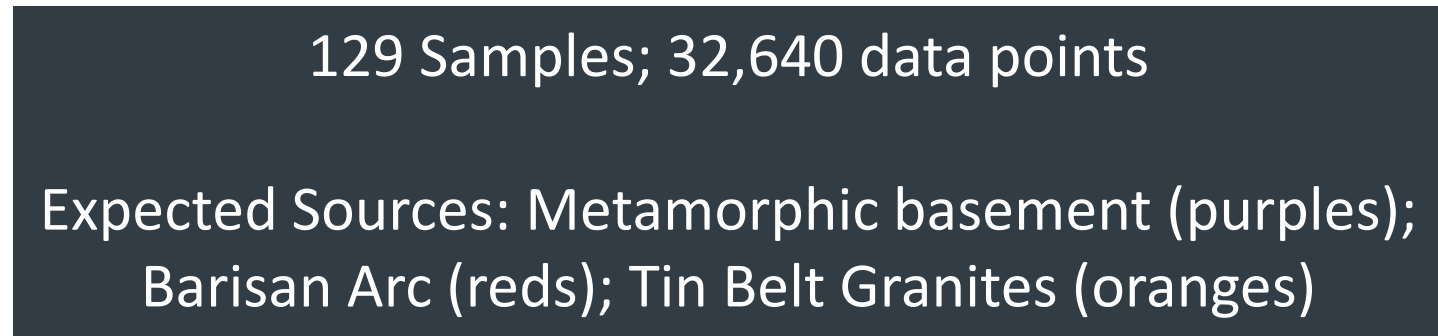 129 Samples; 32,640 data points
Expected Sources: Metamorphic basement (purples);
Barisan Arc (reds); Tin Belt Granites (oranges)